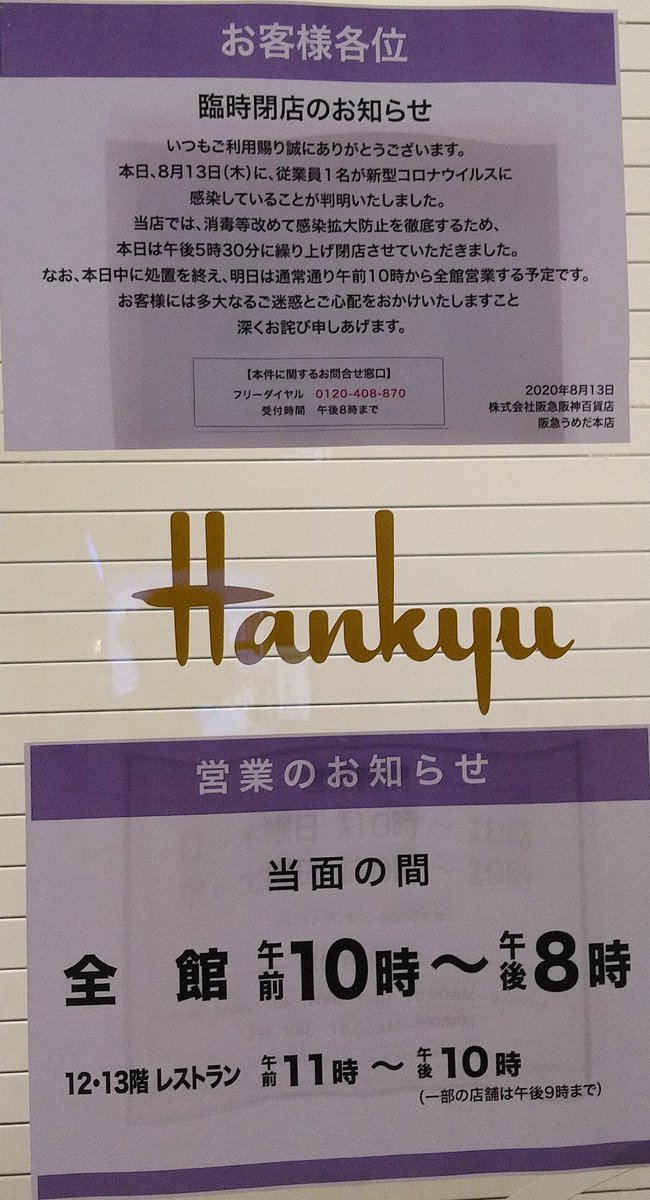 お客様各位
臨時閉店のお知らせ
いつもご利用賜り誠にありがとうございます。
本日、8月13日(木)に、従業員1名が新型コロナウイルスに
感染していることが判明いたしました。
当店では、消毒等改めて感染拡大防止を徹底するため、
本日は午後5時30分に繰り上げ閉店させていただきました。
なお、本日中に処置を終え、明日は通常通り午前10時から全館営業する予定です。
お客様には多大なるご迷惑とご心配をおかけいたしますこと
深くお詫び申しあげます。
【本件に関するお問合せ窓口】
フリーダイヤル 0120-408-870
受付時間 午後8時まで
2020年8月13日
株式会社阪急阪神百貨店
阪急うめだ本店
Hankyu
営業のお知らせ
当面の間
全館 午前10時〜午後8時
12・13階 レストラン 午前11時〜午後10時
(一部の店舗は午後9時まで)